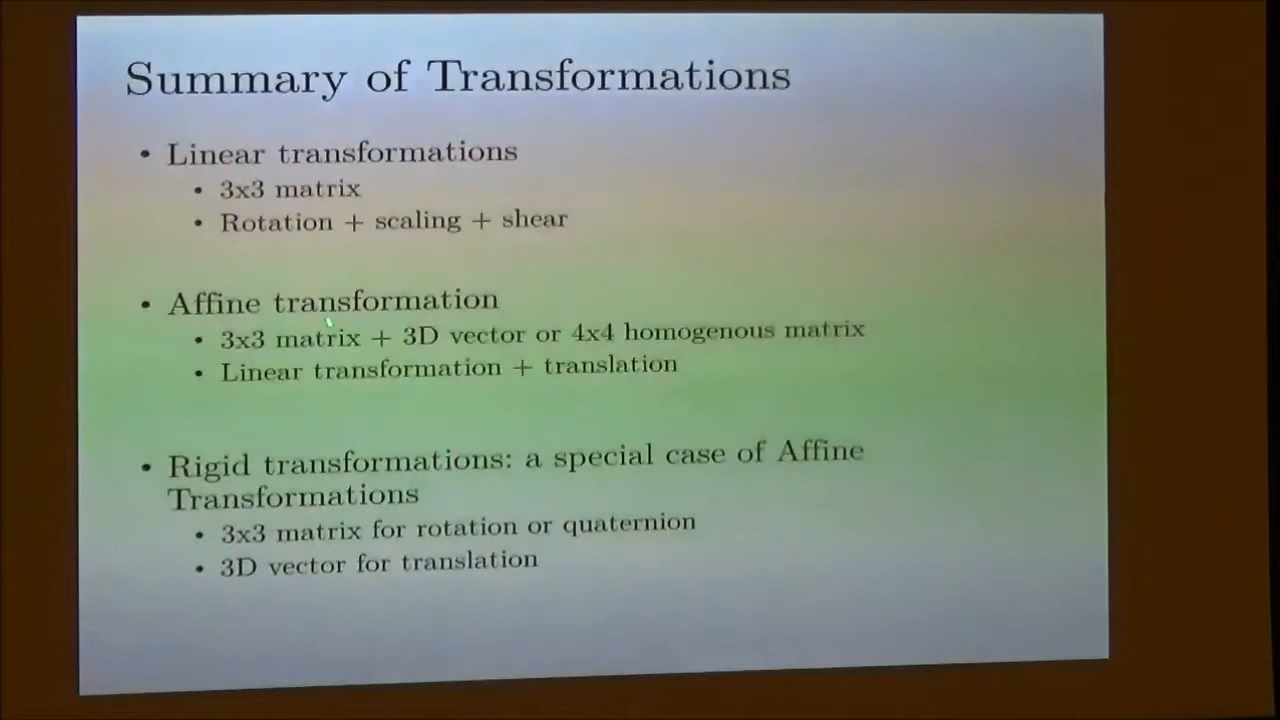 Summary of Transformations
• Linear transformations
• 3x3 matrix
• Rotation + scaling + shear
• Affine transformation
• 3x3 matrix + 3D vector or 4x4 homogenous matrix
• Linear transformation + translation
• Rigid transformations: a special case of Affine
Transformations
• 3x3 matrix for rotation or quaternion
• 3D vector for translation